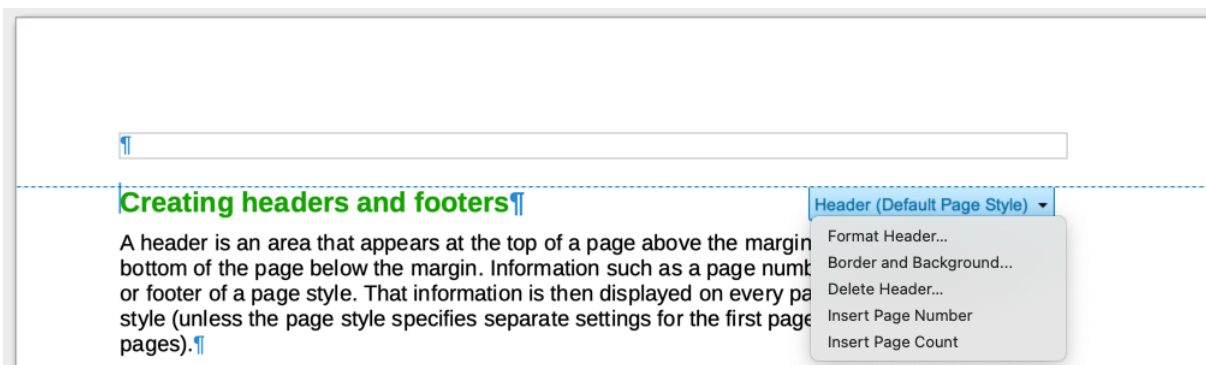 ¶
Creating headers and footers¶
Header (Default Page Style)
A header is an area that appears at the top of a page above the margin
bottom of the page below the margin. Information such as a page numb
or footer of a page style. That information is then displayed on every pa
style (unless the page style specifies separate settings for the first page
pages).¶
Format Header...
Border and Background...
Delete Header...
Insert Page Number
Insert Page Count